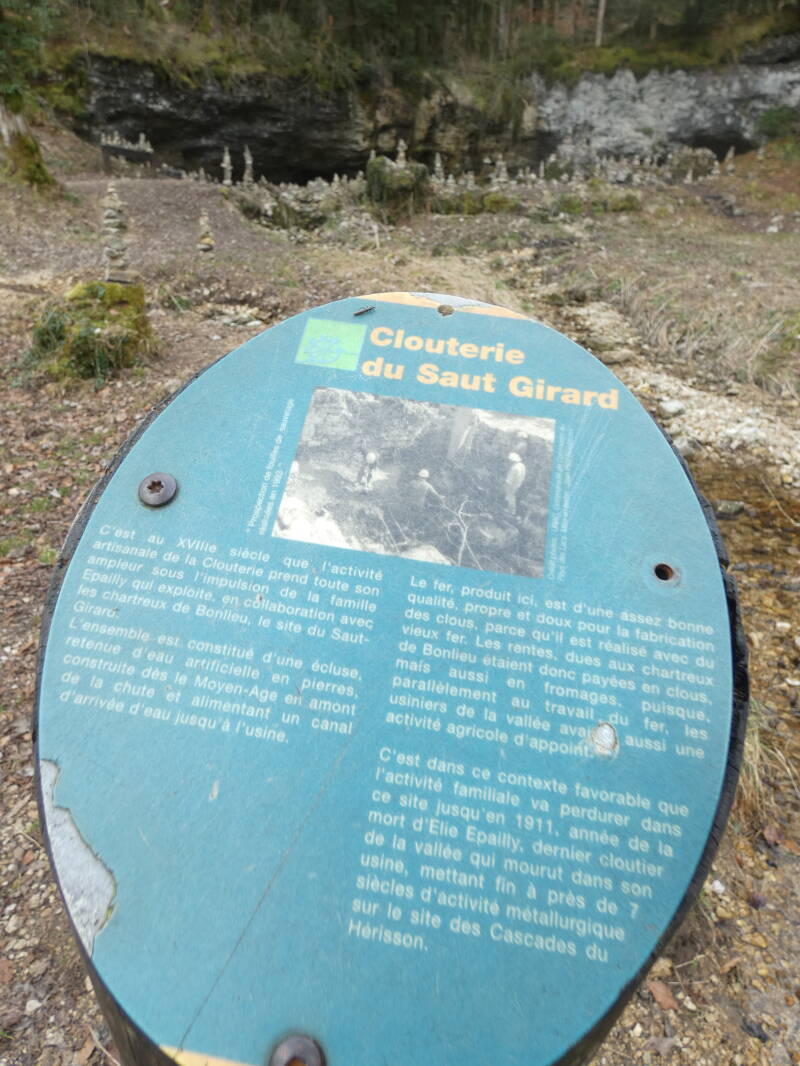 Clouterie
du Saut Girard
" Prospection de fouilles de sauvetage
réalisées en 1992 "
C'est au XVIIIe siècle que l'activité
artisanale de la Clouterie prend toute son
ampleur sous l'impulsion de la famille
Epailly qui exploite, en collaboration avec
les chartreux de Bonlieu, le site du Saut-
Girard.
L'ensemble est constitué d'une écluse,
retenue d'eau artificielle en pierres,
construite dès le Moyen-Age en amont
de la chute et alimentant un canal
d'arrivée d'eau jusqu'à l'usine.
Le fer, produit ici, est d'une assez bonne
qualité, propre et doux pour la fabrication
des clous, parce qu'il est réalisé avec du
vieux fer. Les rentes, dues aux chartreux
de Bonlieu étaient donc payées en clous,
mais aussi en fromages, puisque,
parallèlement au travail du fer, les
usiniers de la vallée aussi une
activité agricole d'appoint
C'est dans ce contexte favorable que
l'activité familiale va perdurer dans
ce site jusqu'en 1911, année de la
mort d'Elie Epailly, dernier cloutier
de la vallée qui mourut dans son
usine, mettant fin à près de 7
siècles d'activité métallurgique
sur le site des Cascades du
Hérisson.